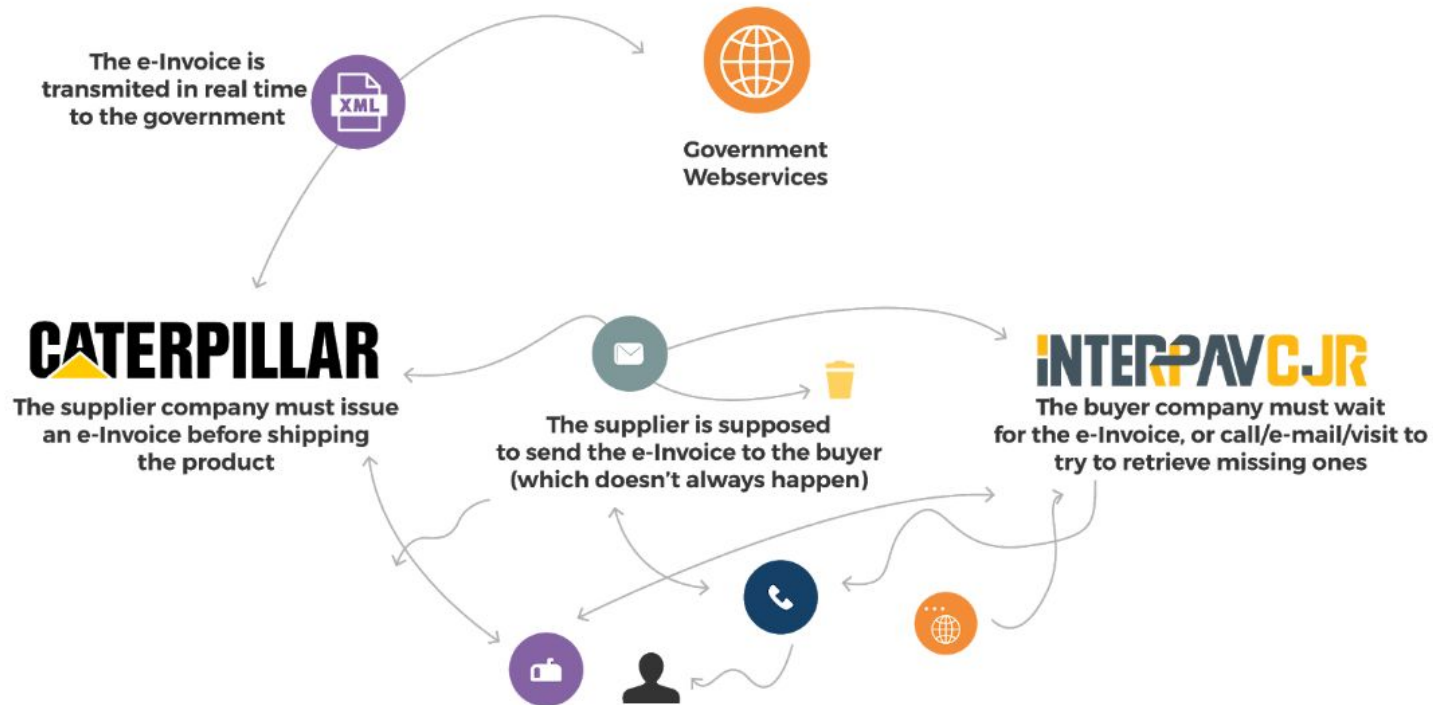 The e-Invoice is
transmited in real time
to the government
XML
Government
Webservices
CATERPILLAR
The supplier company must issue
an e-Invoice before shipping
the product
The supplier is supposed
to send the e-Invoice to the buyer
(which doesn't always happen)
INTERPAVCJR
The buyer company must wait
for the e-Invoice, or call/e-mail/visit to
try to retrieve missing ones